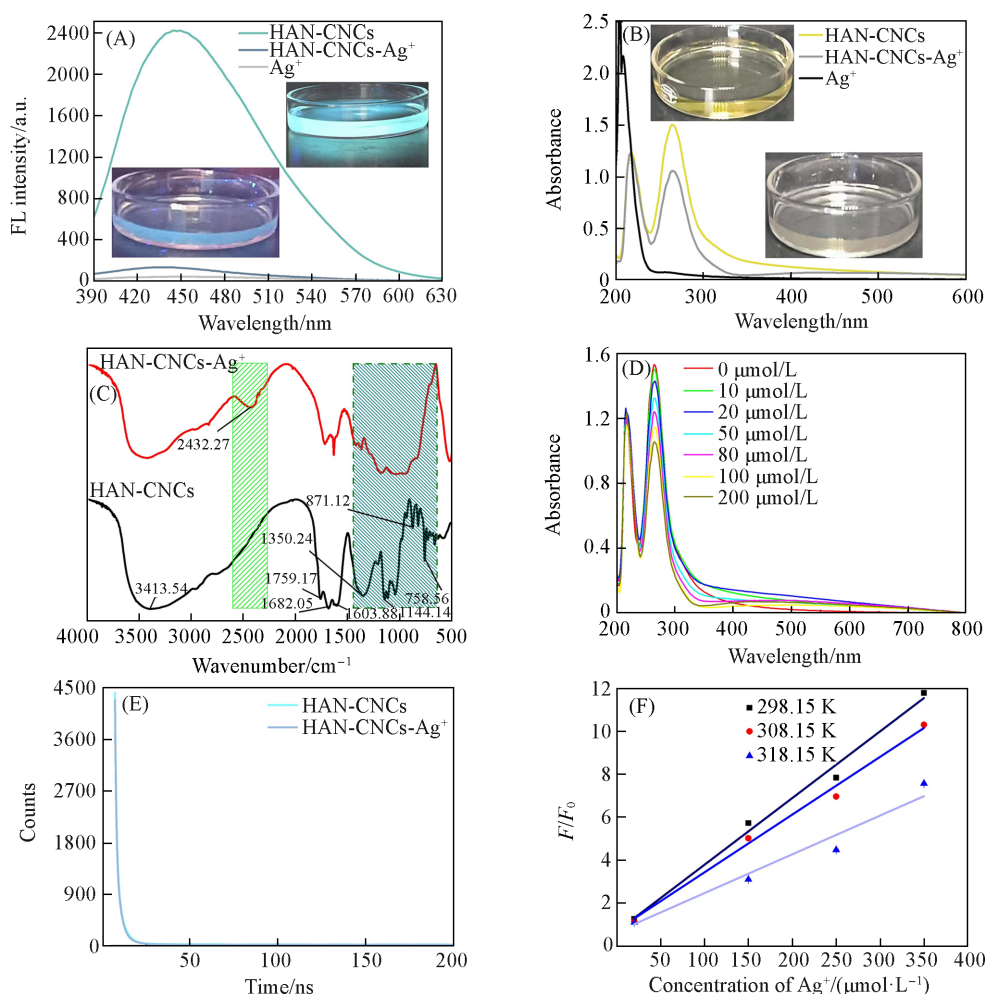 (A)
HAN-CNCs
HAN-CNCs-Ag⁺
Ag⁺
2400
2000
1600
1200
800
400
0
FL intensity/a.u.
390 420 450 480 510 540 570 600 630
Wavelength/nm
(B)
HAN-CNCs
HAN-CNCs-Ag⁺
Ag⁺
2.5
2.0
1.5
1.0
0.5
0
Absorbance
200 300 400 500 600
Wavelength/nm
(C)
HAN-CNCs-Ag⁺
2432.27
HAN-CNCs
871.12
1350.24
3413.54
1759.17
1682.05
1603.88
758.56
1144.14
4000 3500 3000 2500 2000 1500 1000 500
Wavenumber/cm⁻¹
(D)
0 μmol/L
10 μmol/L
20 μmol/L
50 μmol/L
80 μmol/L
100 μmol/L
200 μmol/L
1.6
1.2
0.8
0.4
0
Absorbance
200 300 400 500 600 700 800
Wavelength/nm
(E)
HAN-CNCs
HAN-CNCs-Ag⁺
4500
3600
2700
1800
900
0
Counts
50 100 150 200
Time/ns
(F)
298.15 K
308.15 K
318.15 K
12
10
8
6
4
2
0
F/F₀
50 100 150 200 250 300 350 400
Concentration of Ag⁺/(μmol·L⁻¹)